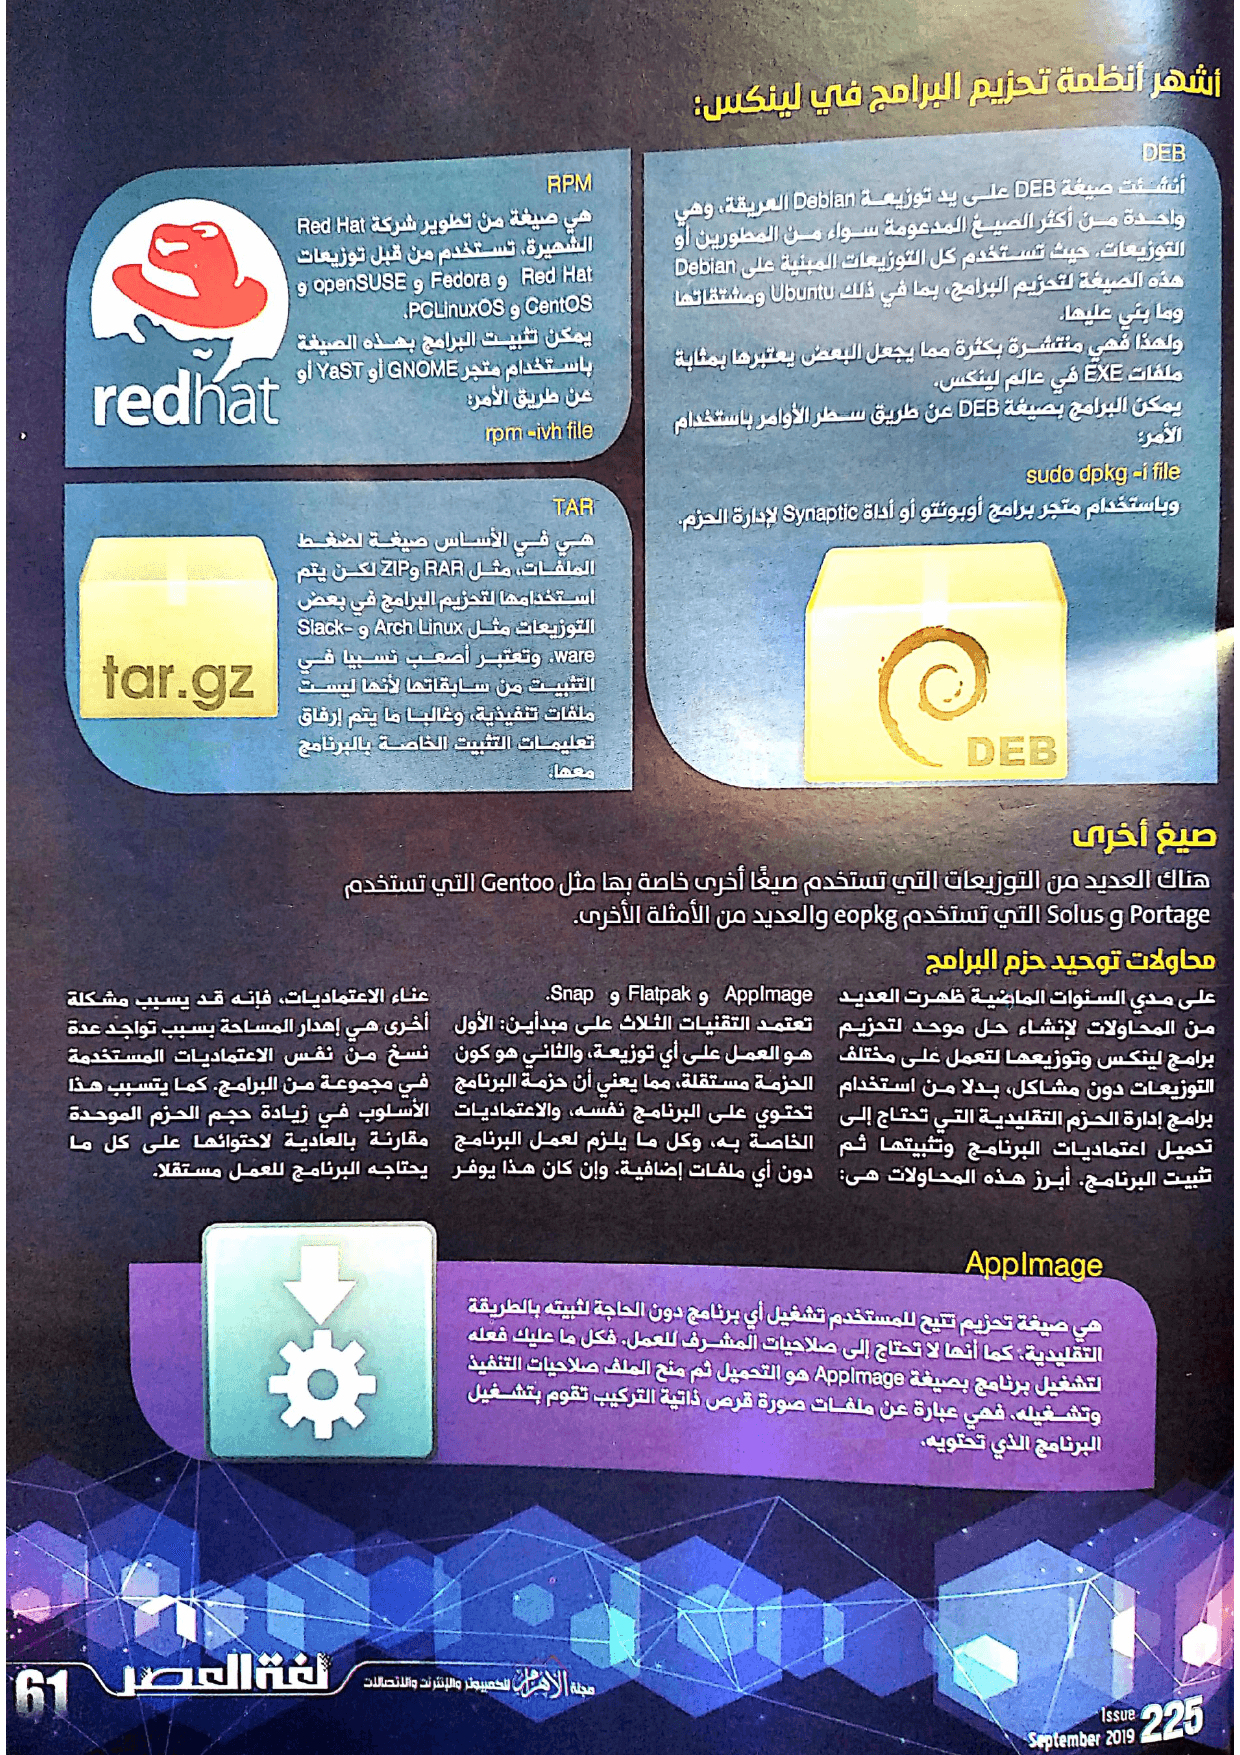 أشهر أنظمة تحزيم البرامج في لينكس:
DEB
أنشئت صيغة DEB على يد توزيعة Debian العريقة، وهي
واحدة من أكثر الصيغ المدعومة سواء من المطورين أو
التوزيعات. حيث تستخدم كل التوزيعات المبنية على Debian
هذه الصيغة لتحزيم البرامج، بما في ذلك Ubuntu ومشتقاتها
وما بني عليها.
ولهذا فهي منتشرة بكثرة مما يجعل البعض يعتبرها بمثابة
ملفات EXE في عالم لينكس.
يمكن البرامج بصيغة DEB عن طريق سطر الأوامر باستخدام
الأمر:
sudo dpkg -i file
وباستخدام متجر برامج أوبونتو أو أداة Synaptic لإدارة الحزم.
DEB
RPM
هي صيغة من تطوير شركة Red Hat
الشهيرة، تستخدم من قبل توزيعات
Red Hat و Fedora و openSUSE و
CentOS و PCLinuxOS.
يمكن تثبيت البرامج بهذه الصيغة
باستخدام متجر GNOME أو YaST أو
عن طريق الأمر:
rpm -ivh file
redhat
TAR
هي في الأساس صيغة لضغط
الملفات، مثل RAR وZIP لكن يتم
استخدامها لتحزيم البرامج في بعض
التوزيعات مثل Arch Linux و Slack-
ware. وتعتبر أصعب نسبيا في
التثبيت من سابقاتها لأنها ليست
ملفات تنفيذية، وغالبا ما يتم إرفاق
تعليمات التثبيت الخاصة بالبرنامج
معها.
tar.gz
صيغ أخرى
هناك العديد من التوزيعات التي تستخدم صيغًا أخرى خاصة بها مثل Gentoo التي تستخدم
Portage و Solus التي تستخدم eopkg والعديد من الأمثلة الأخرى.
محاولات توحيد حزم البرامج
على مدي السنوات الماضية ظهرت العديد
من المحاولات لإنشاء حل موحد لتحزيم
برامج لينكس وتوزيعها لتعمل على مختلف
التوزيعات دون مشاكل، بدلا من استخدام
برامج إدارة الحزم التقليدية التي تحتاج إلى
تحميل اعتماديات البرنامج وتثبيتها ثم
تثبيت البرنامج. أبرز هذه المحاولات هى:
AppImage و Flatpak و Snap.
تعتمد التقنيات الثلاث على مبدأين: الأول
هو العمل على أي توزيعة، والثاني هو كون
الحزمة مستقلة، مما يعني أن حزمة البرنامج
تحتوي على البرنامج نفسه، والاعتماديات
الخاصة به، وكل ما يلزم لعمل البرنامج
دون أي ملفات إضافية. وإن كان هذا يوفر
عناء الاعتماديات، فإنه قد يسبب مشكلة
أخرى هي إهدار المساحة بسبب تواجد عدة
نسخ من نفس الاعتماديات المستخدمة
في مجموعة من البرامج. كما يتسبب هذا
الأسلوب في زيادة حجم الحزم الموحدة
مقارنة بالعادية لاحتوائها على كل ما
يحتاجه البرنامج للعمل مستقلا.
AppImage
هي صيغة تحزيم تتيح للمستخدم تشغيل أي برنامج دون الحاجة لثبيته بالطريقة
التقليدية: كما أنها لا تحتاج إلى صلاحيات المشرف للعمل. فكل ما عليك فعله
لتشغيل برنامج بصيغة AppImage هو التحميل ثم منح الملف صلاحيات التنفيذ
وتشغيله. فهي عبارة عن ملفات صورة قرص ذاتية التركيب تقوم بتشغيل
البرنامج الذي تحتويه.
61
لغة العصر
مجلة الأهرام للكمبيوتر والإنترنت والاتصالات
Issue 225
September 2019